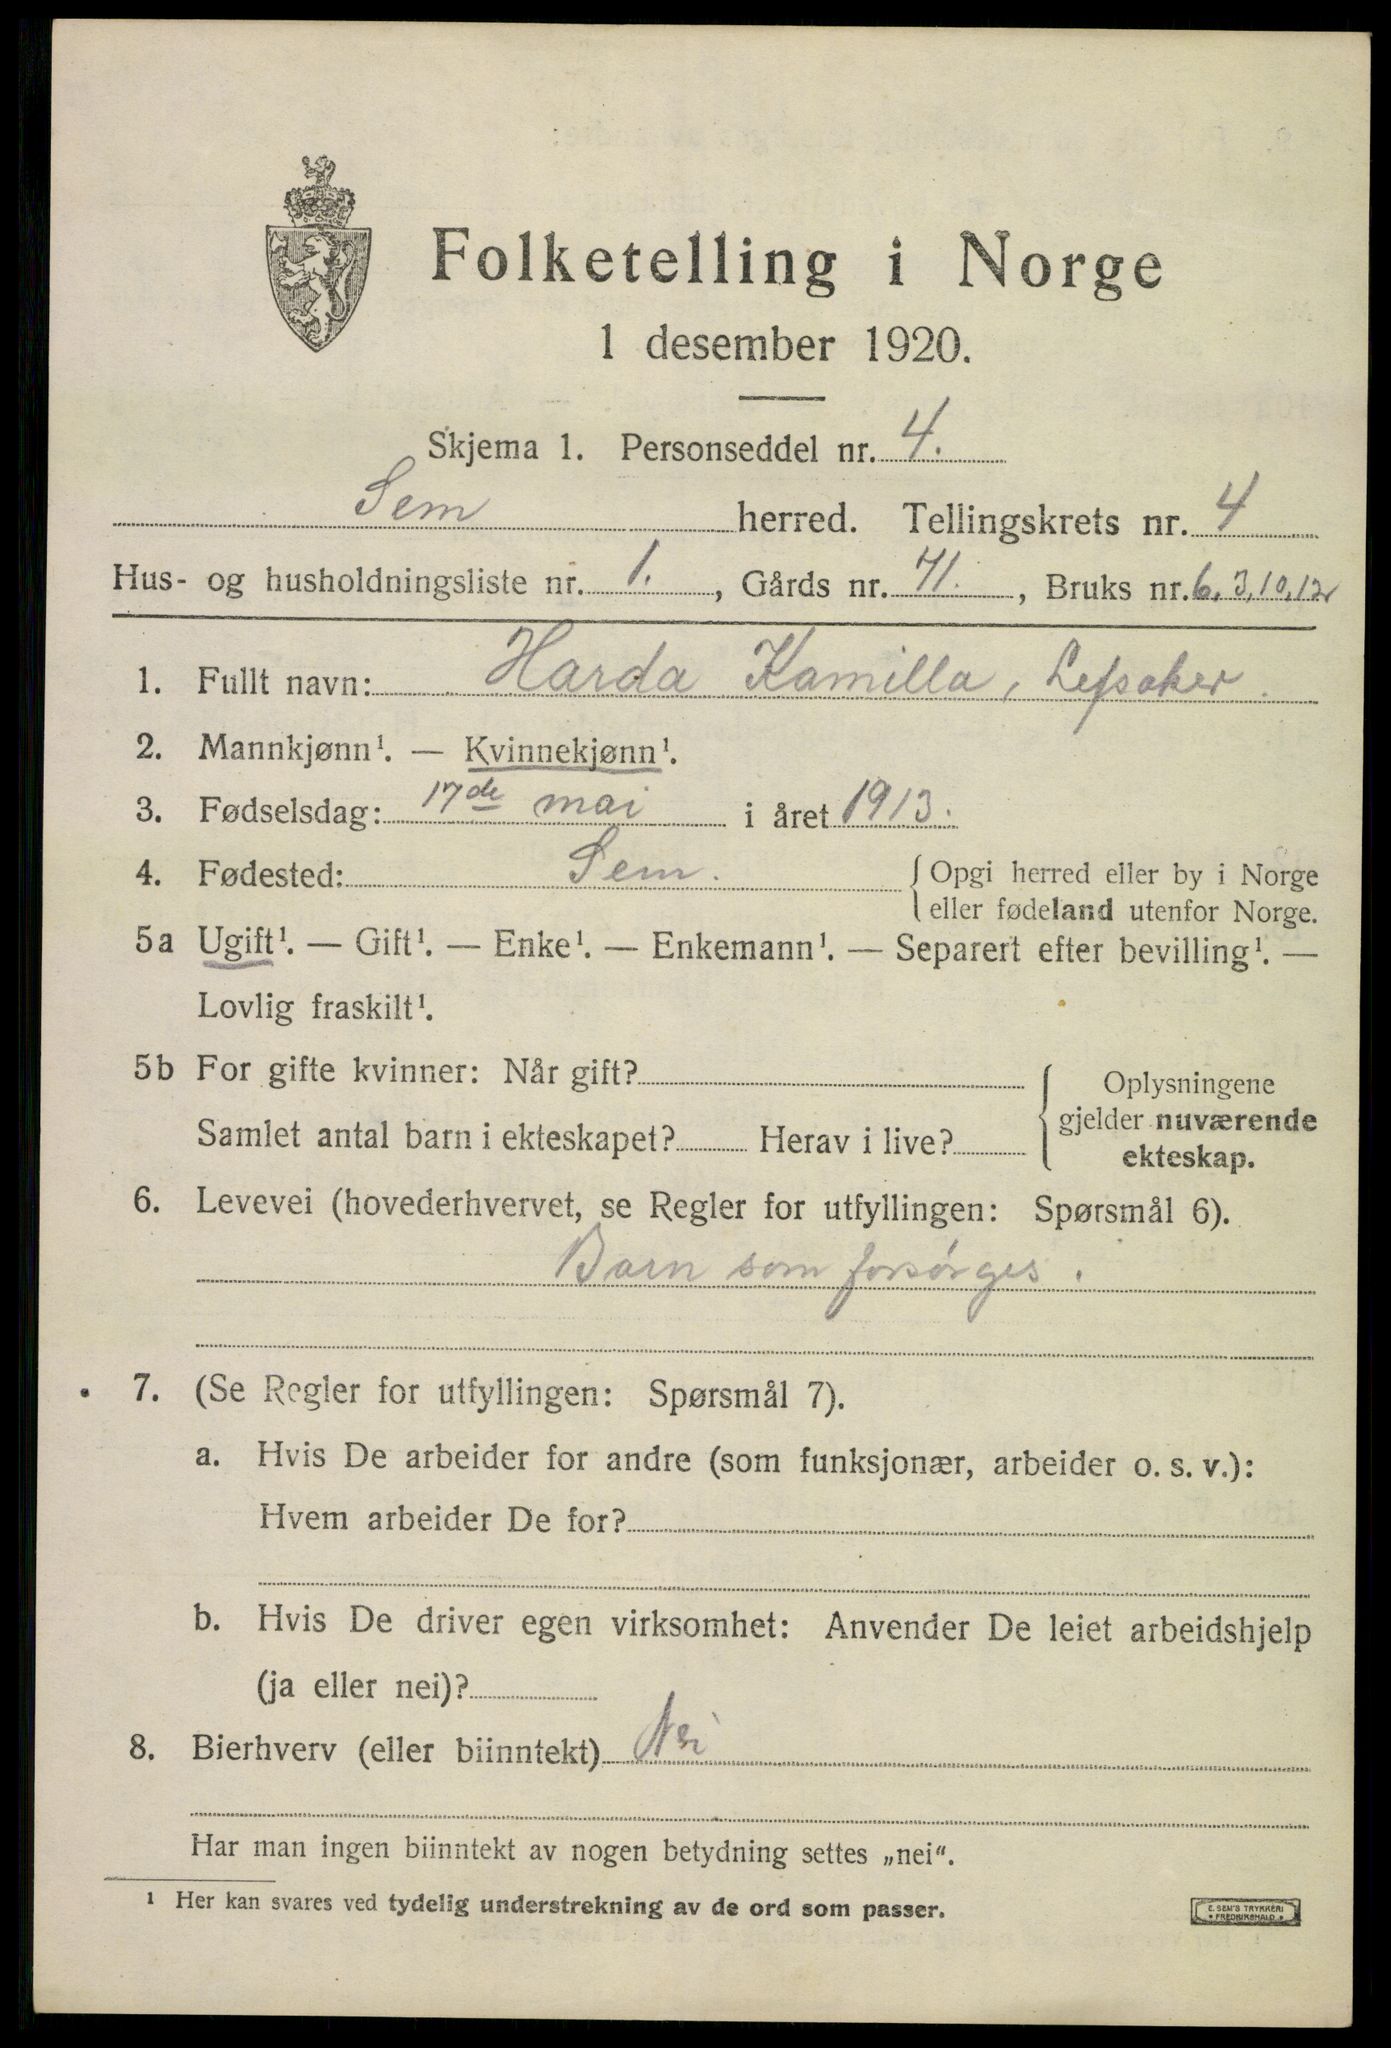 Folketelling i Norge
1 desember 1920.
Skjema 1. Personseddel nr. 4.
Sem herred. Tellingskrets nr. 4
Hus- og husholdningsliste nr. 1., Gårds nr. 71., Bruks nr. 6, 3, 10, 12
1. Fullt navn: Harda Kamilla, Lefsaker.
2. Mannkjønn¹. — Kvinnekjønn¹.
3. Fødselsdag: 17de mai i året 1913.
4. Fødested: Sem. { Opgi herred eller by i Norge
eller fødeland utenfor Norge.
5a Ugift¹. — Gift¹. — Enke¹. — Enkemann¹. — Separert efter bevilling¹. —
Lovlig fraskilt¹.
5b For gifte kvinner: Når gift? { Oplysningene
gjelder nuværende
ekteskap.
Samlet antal barn i ekteskapet? Herav i live?
6. Levevei (hovederhvervet, se Regler for utfyllingen: Spørsmål 6).
Barn som forsørges.
7. (Se Regler for utfyllingen: Spørsmål 7).
a. Hvis De arbeider for andre (som funksjonær, arbeider o. s. v.):
Hvem arbeider De for?
b. Hvis De driver egen virksomhet: Anvender De leiet arbeidshjelp
(ja eller nei)?
8. Bierhverv (eller biinntekt) Nei
Har man ingen biinntekt av nogen betydning settes „nei“.
¹ Her kan svares ved tydelig understrekning av de ord som passer.
E. SEM'S TRYKKERI
FREDRIKSHALD